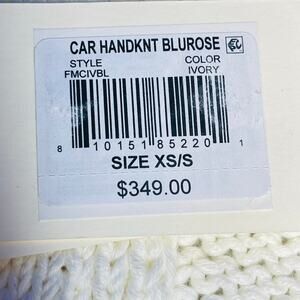 CAR HANDKNT BLUROSE
STYLE COLOR
FMCIVBL IVORY
8 10151 85220 1
SIZE XS/S
$349.00